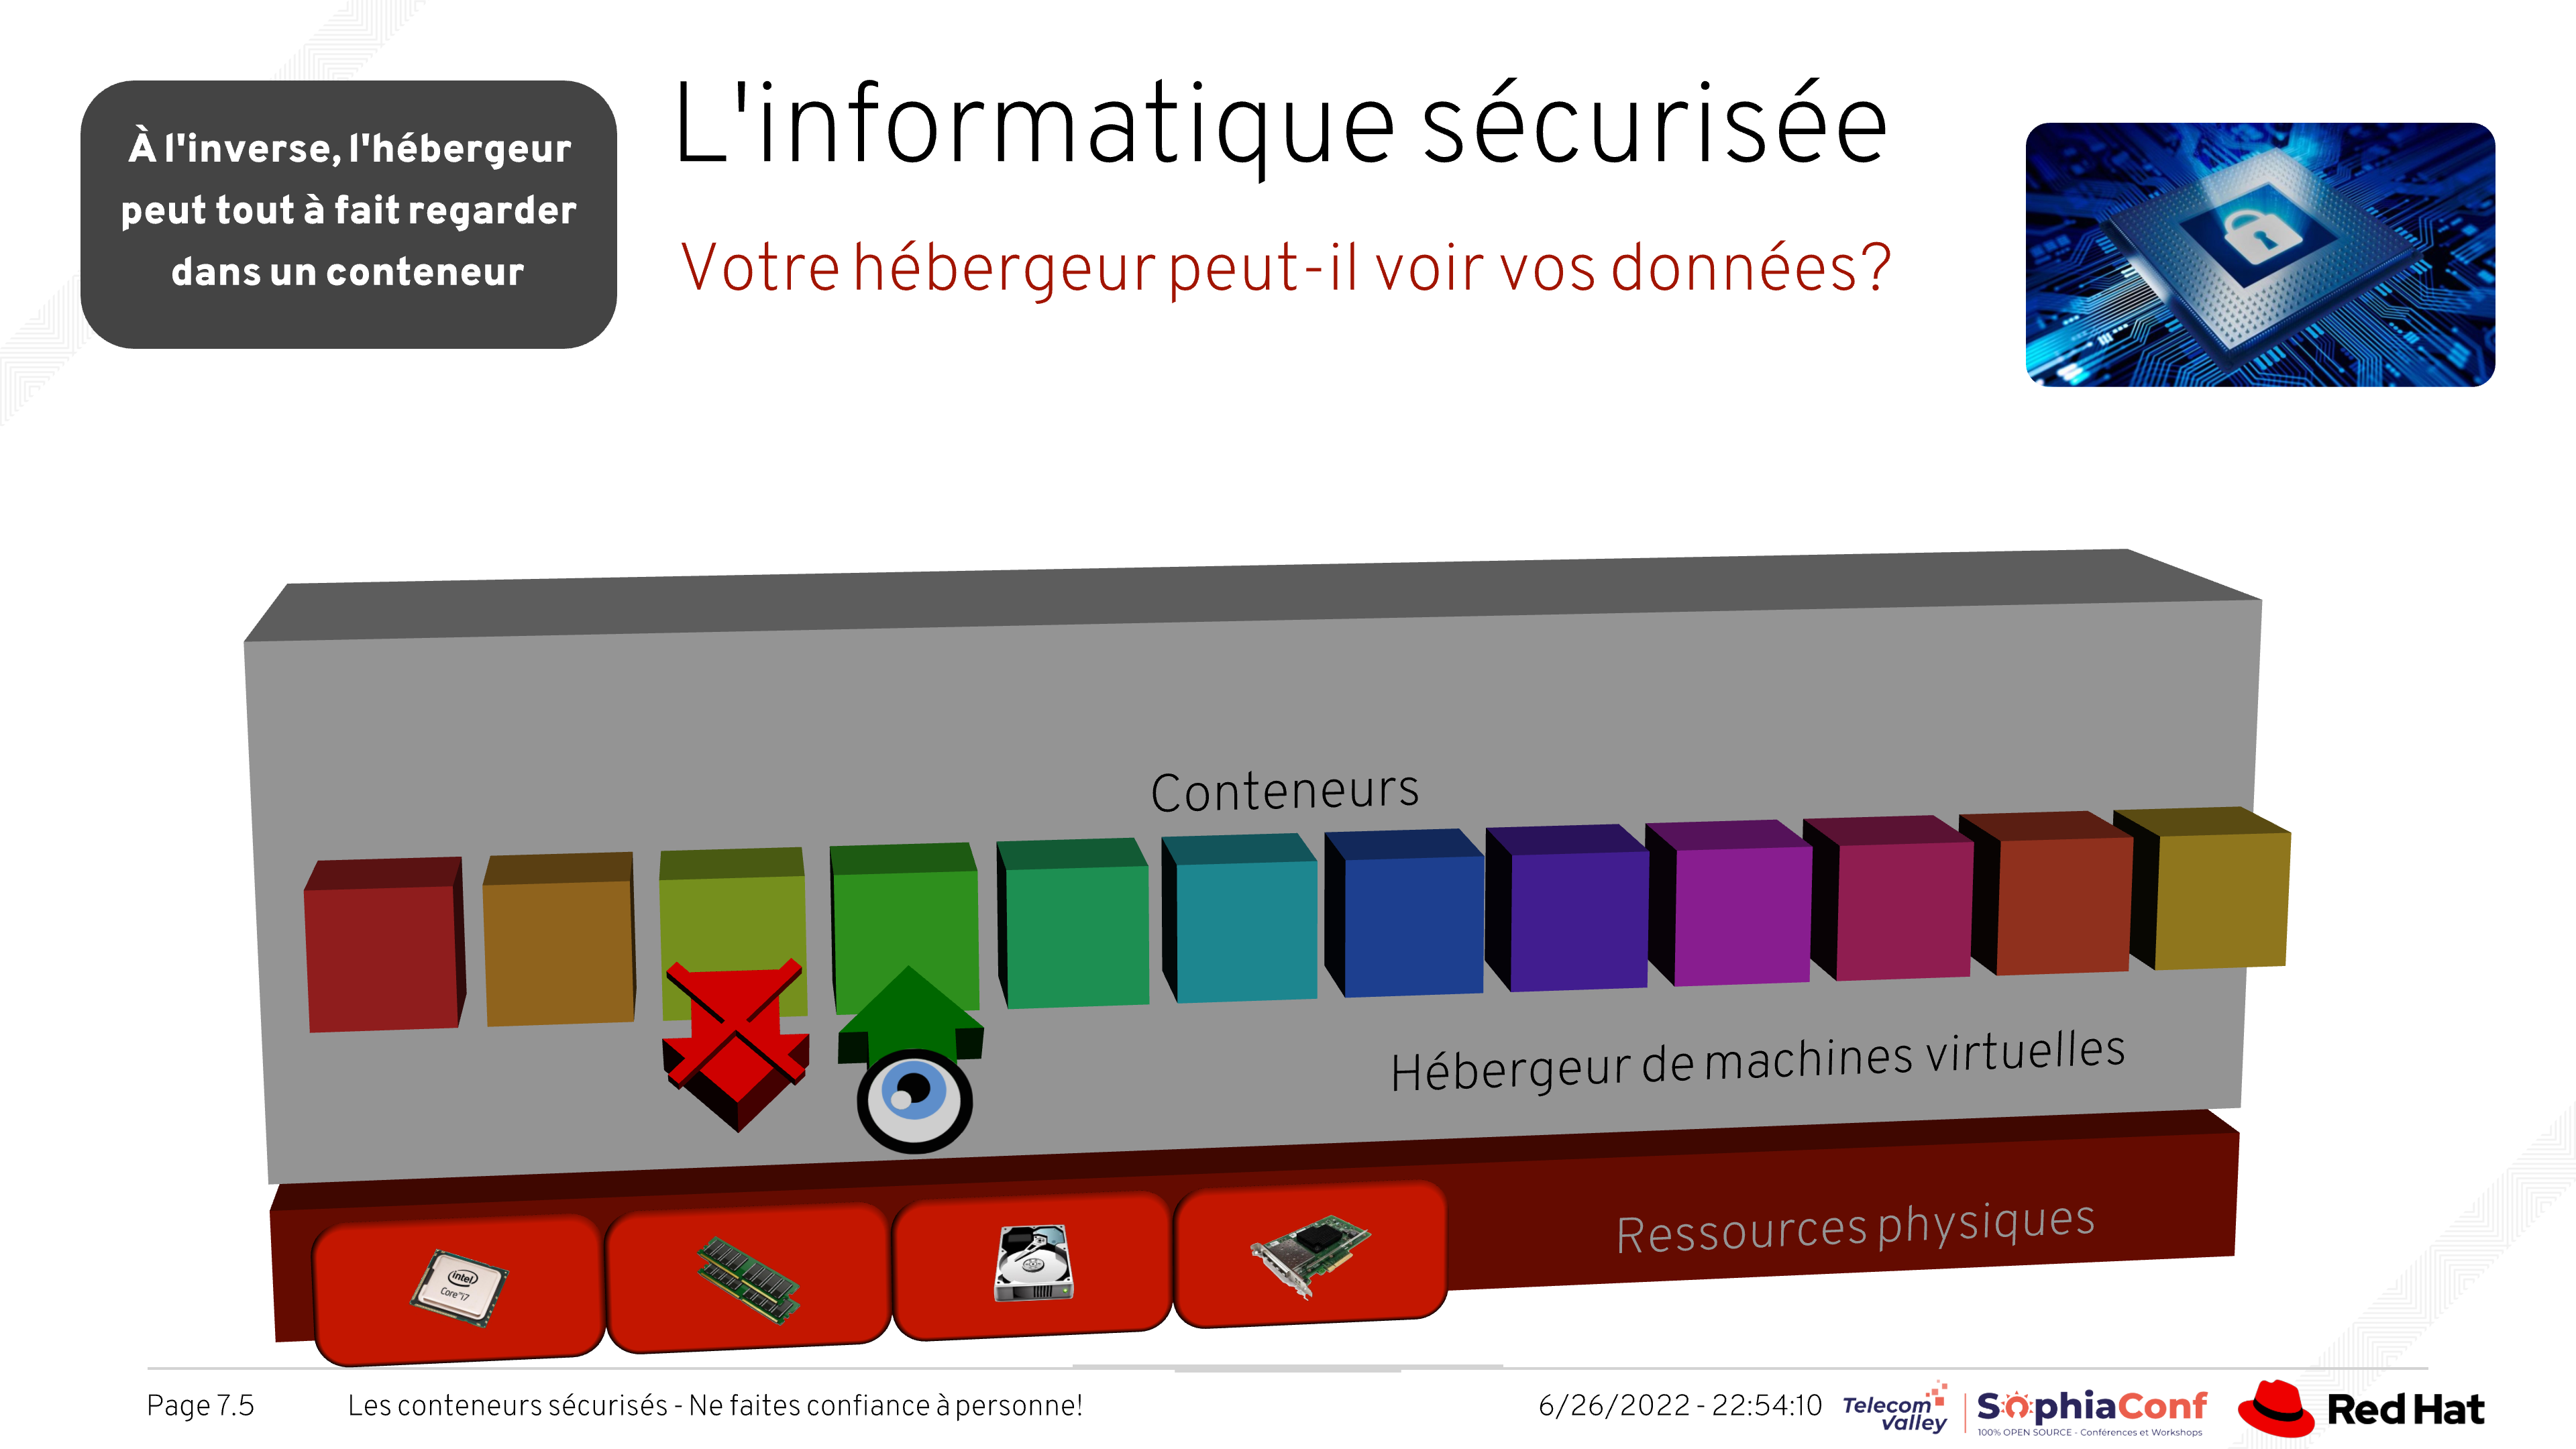 À l'inverse, l'hébergeur
peut tout à fait regarder
dans un conteneur
L'informatique sécurisée
Votre hébergeur peut-il voir vos données?
Conteneurs
Hébergeur de machines virtuelles
Ressources physiques
intel
Core i7
Page 7.5
Les conteneurs sécurisés - Ne faites confiance à personne!
6/26/2022 - 22:54:10
Telecom
Valley
SophiaConf
100% OPEN SOURCE - Conférences et Workshops
Red Hat